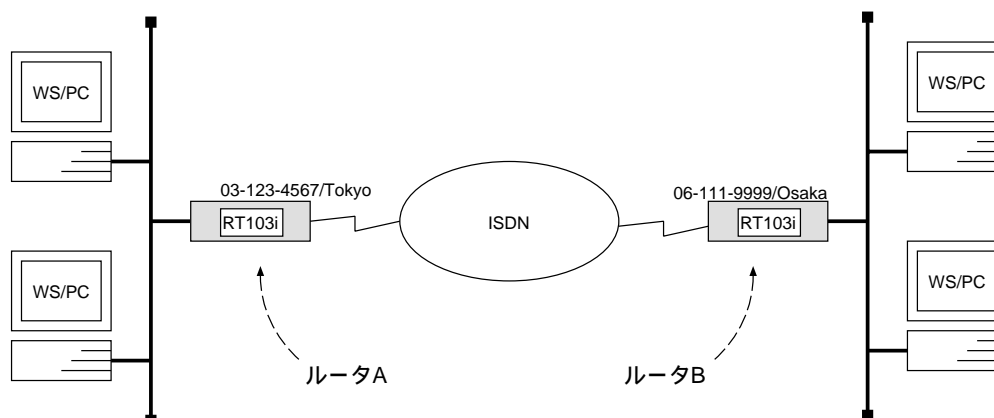 WS/PC
WS/PC
03-123-4567/Tokyo
06-111-9999/Osaka
RT103i
ISDN
RT103i
WS/PC
WS/PC
ルータA
ルータB